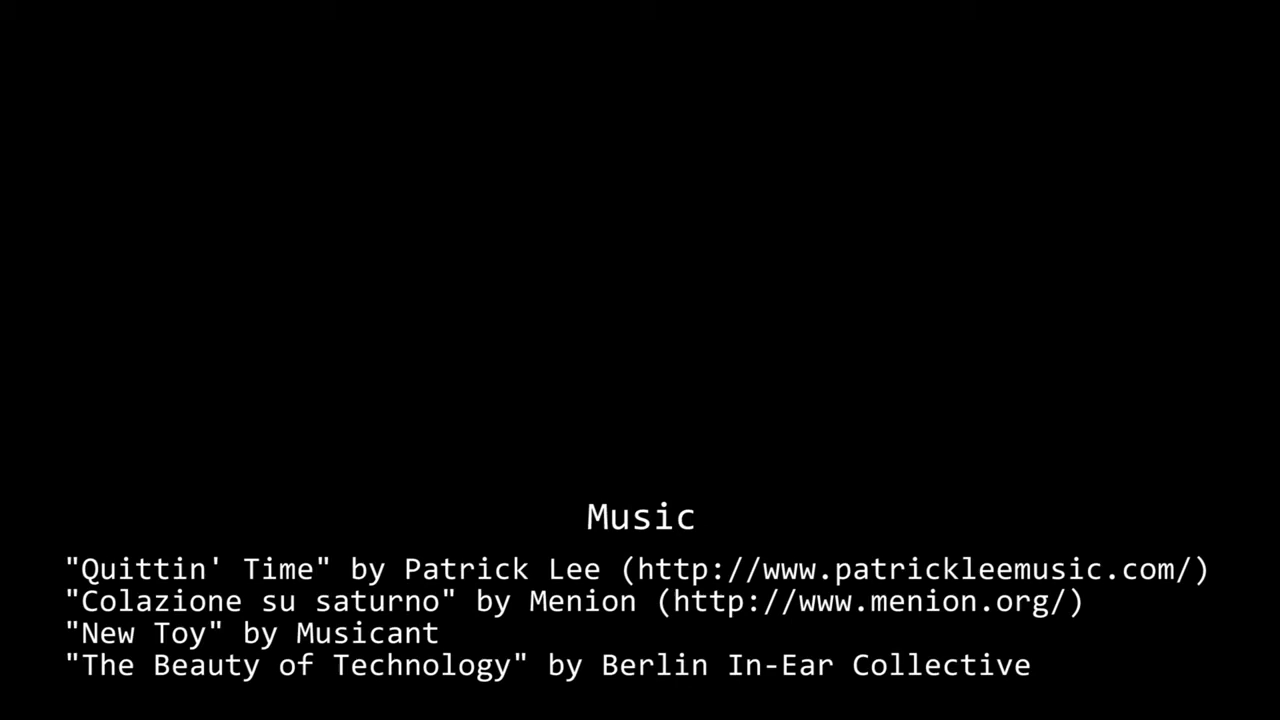 Music
"Quittin' Time" by Patrick Lee (http://www.patrickleemusic.com/)
"Colazione su saturno" by Menion (http://www.menion.org/)
"New Toy" by Musicant
"The Beauty of Technology" by Berlin In-Ear Collective